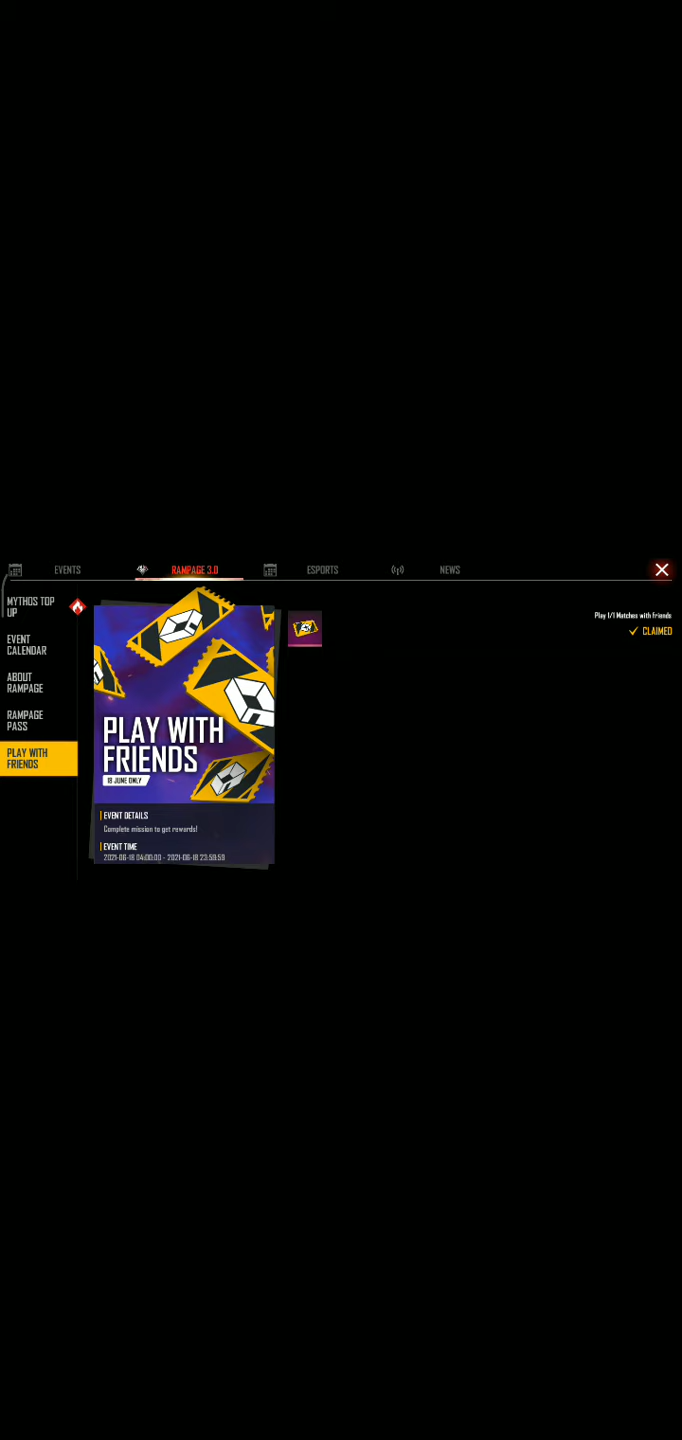 EVENTS
RAMPAGE 3.0
ESPORTS
NEWS
MYTHOS TOP
UP
EVENT
CALENDAR
ABOUT
RAMPAGE
RAMPAGE
PASS
PLAY WITH
FRIENDS
PLAY WITH
FRIENDS
18 JUNE ONLY
EVENT DETAILS
Complete mission to get rewards!
EVENT TIME
2021-06-18 04:00:00 - 2021-06-18 23:59:59
Play 1/1 Matches with Friends
CLAIMED